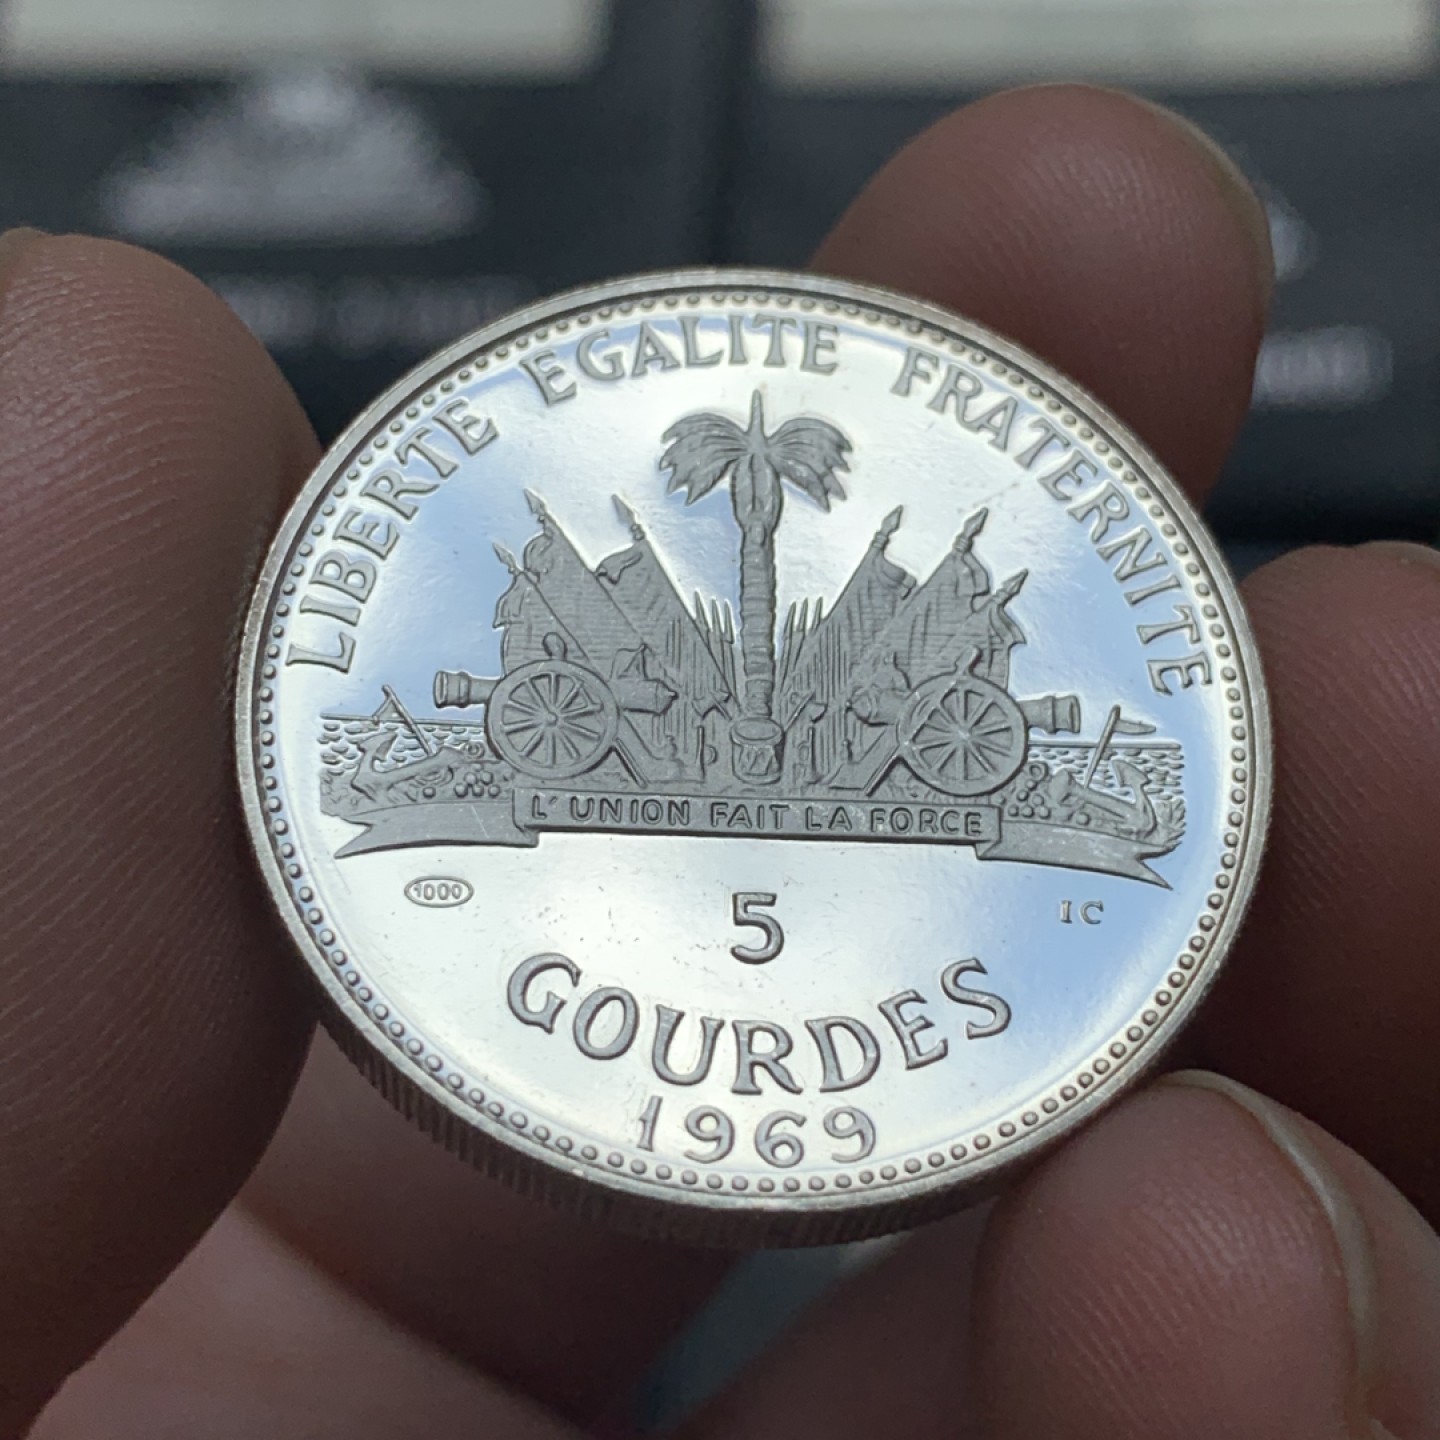 LIBERTE EGALITE FRATERNITE
L'UNION FAIT LA FORCE
1000
IC
5
GOURDES
1969